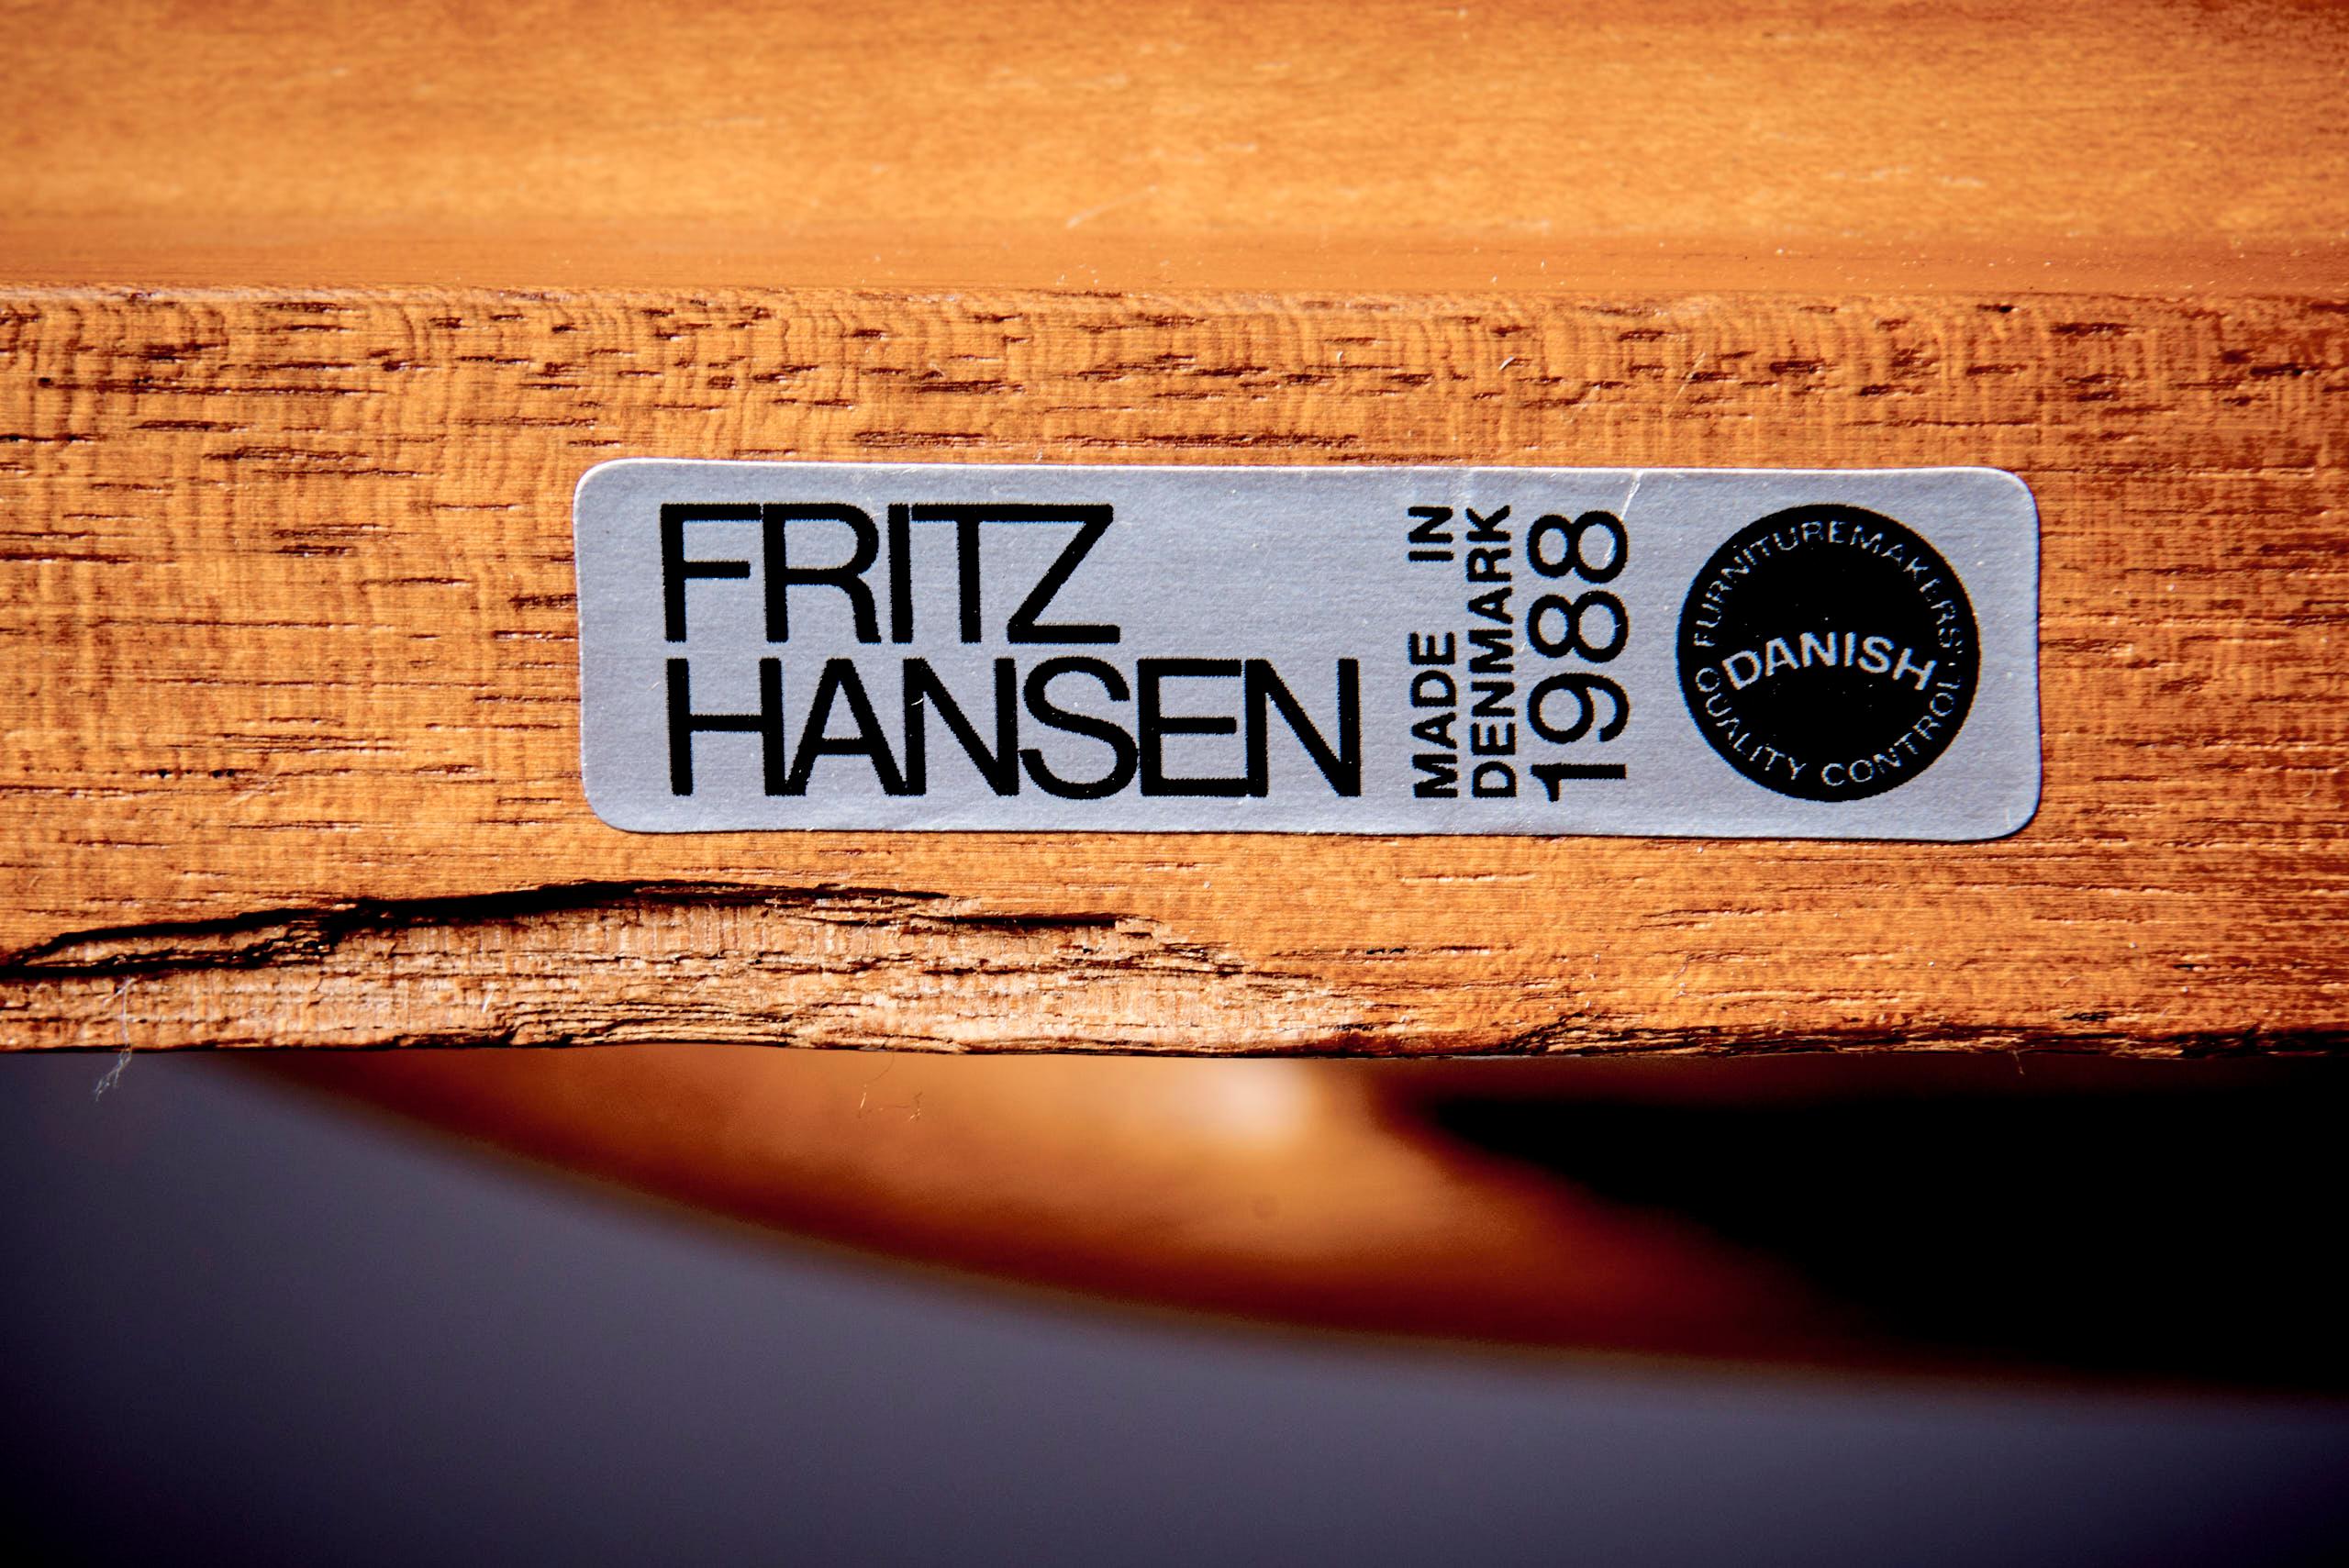 FRITZ
HANSEN
MADE IN
DENMARK
1988
FURNITUREMAKERS'
DANISH
QUALITY CONTROL